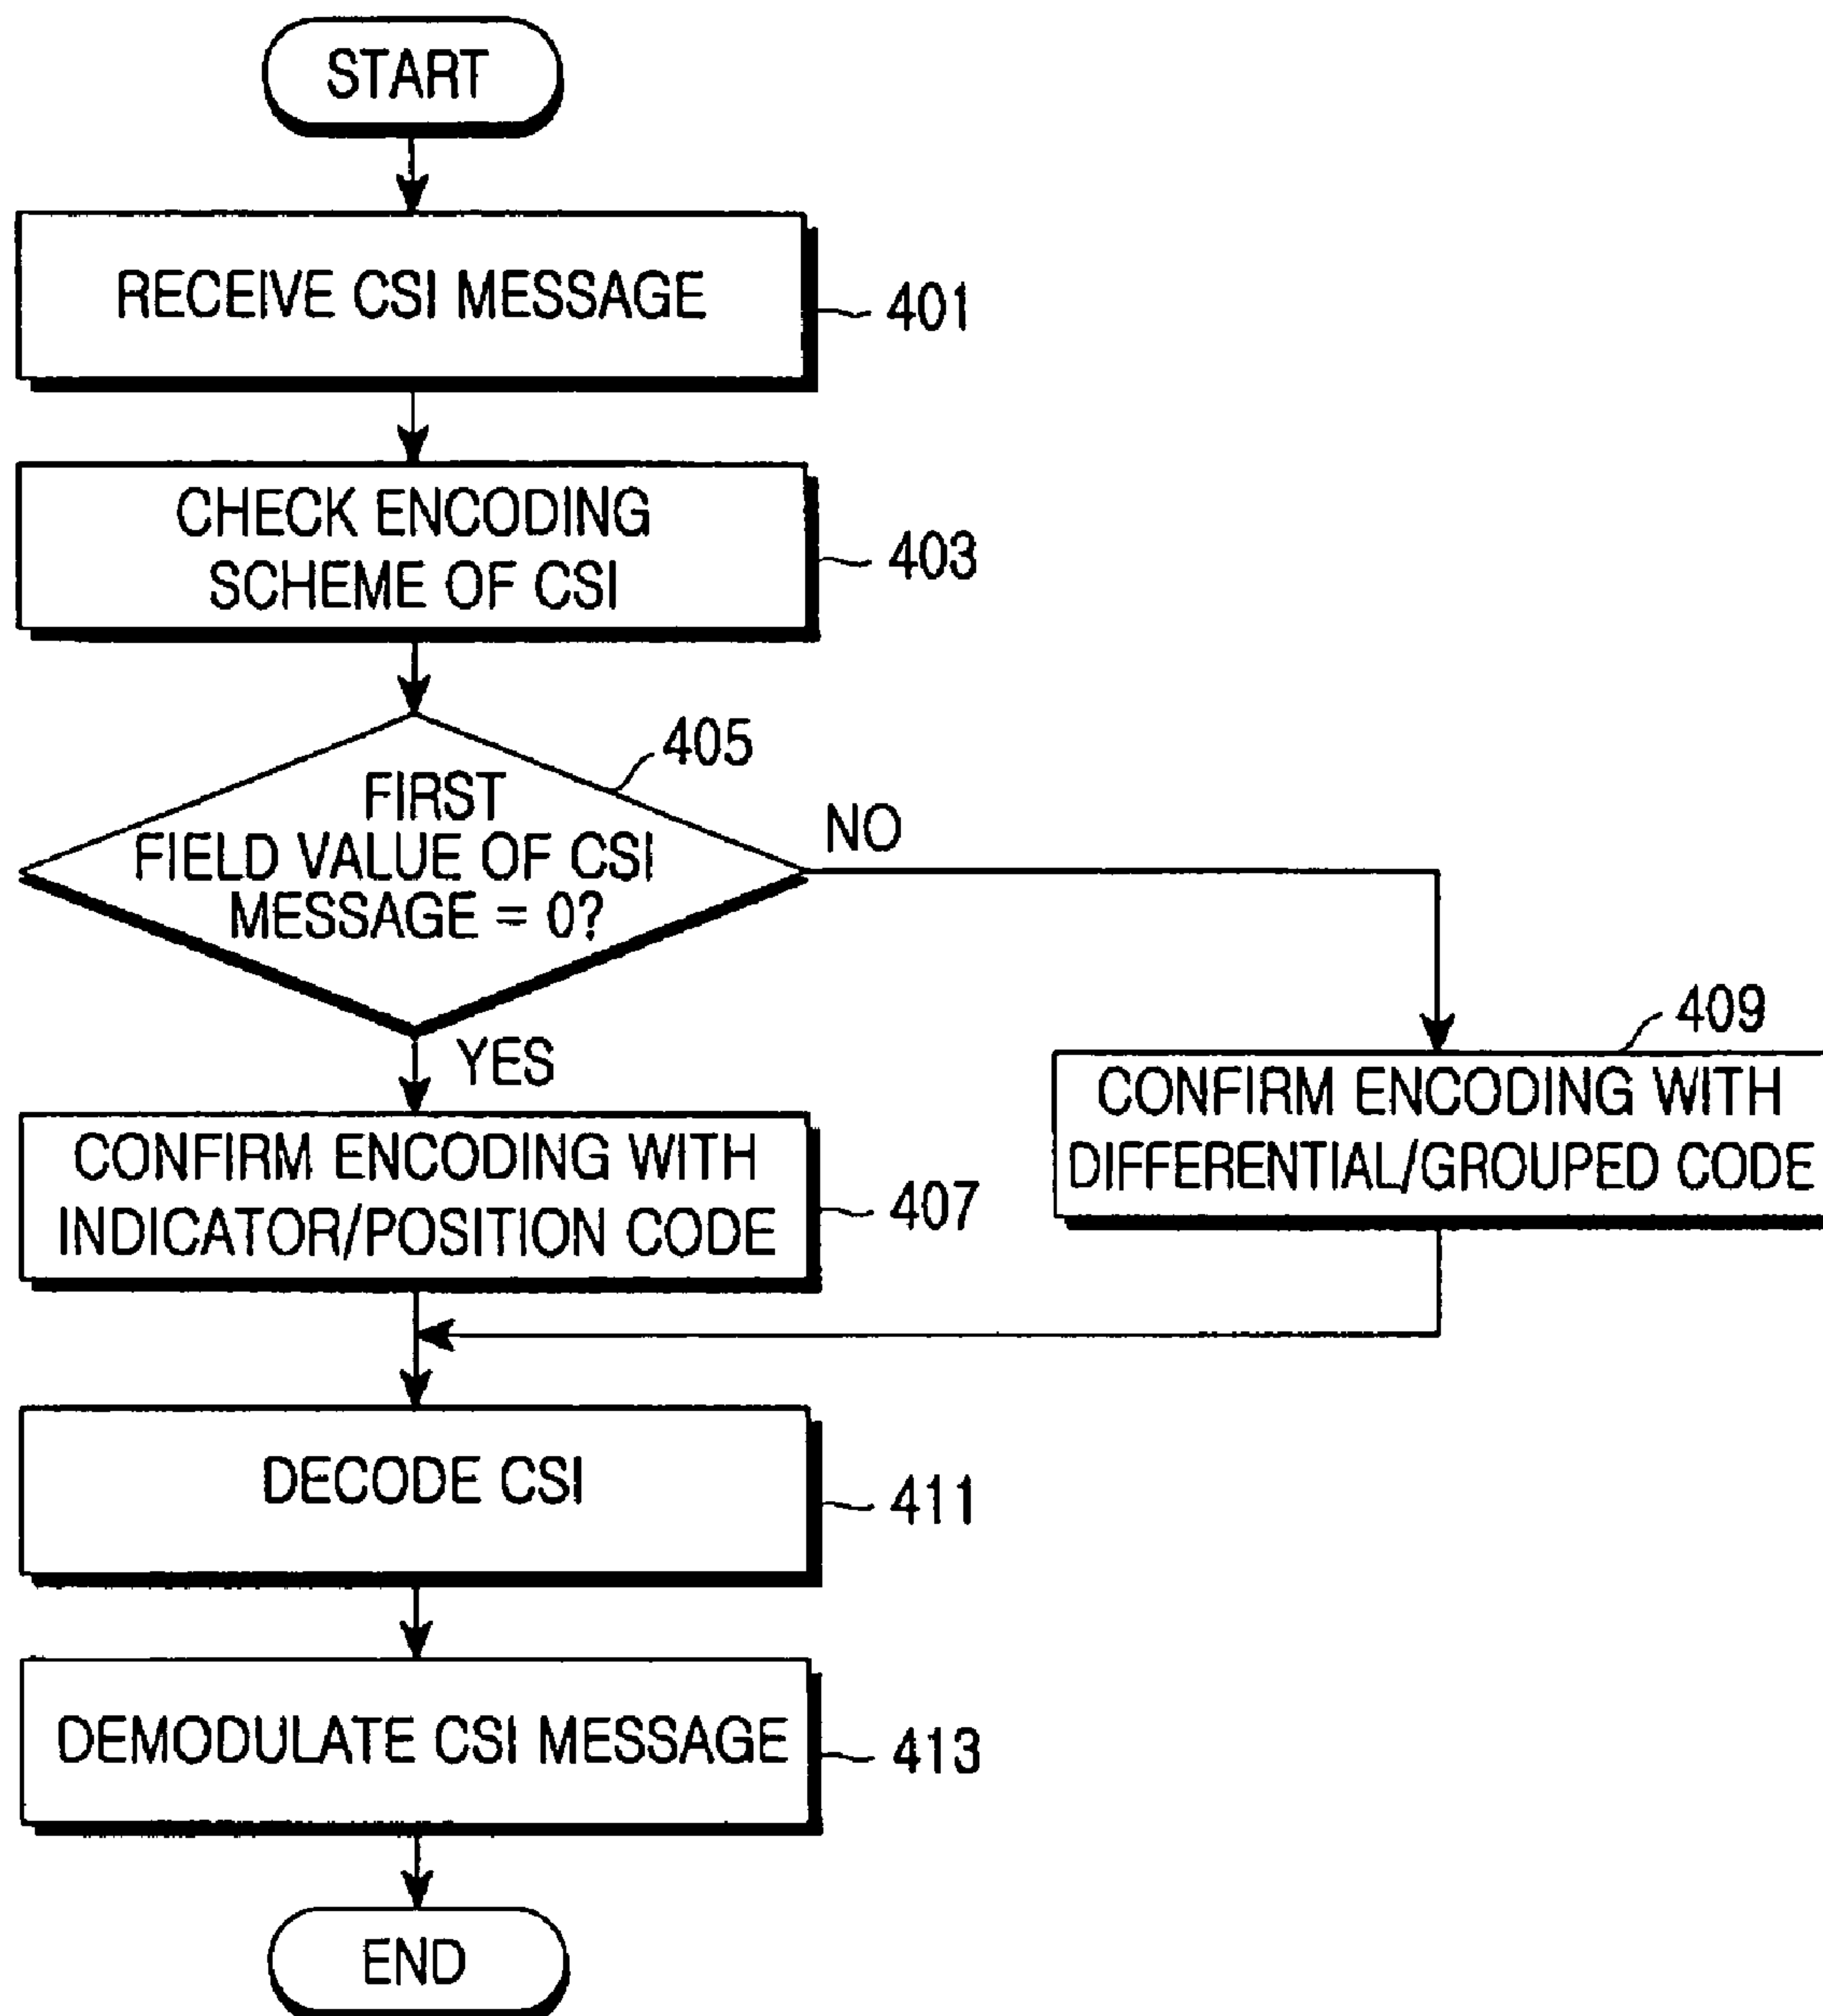 START
RECEIVE CSI MESSAGE
401
CHECK ENCODING
SCHEME OF CSI
403
405
FIRST
FIELD VALUE OF CSI
MESSAGE = 0?
NO
YES
409
CONFIRM ENCODING WITH
DIFFERENTIAL/GROUPED CODE
CONFIRM ENCODING WITH
INDICATOR/POSITION CODE
407
DECODE CSI
411
DEMODULATE CSI MESSAGE
413
END